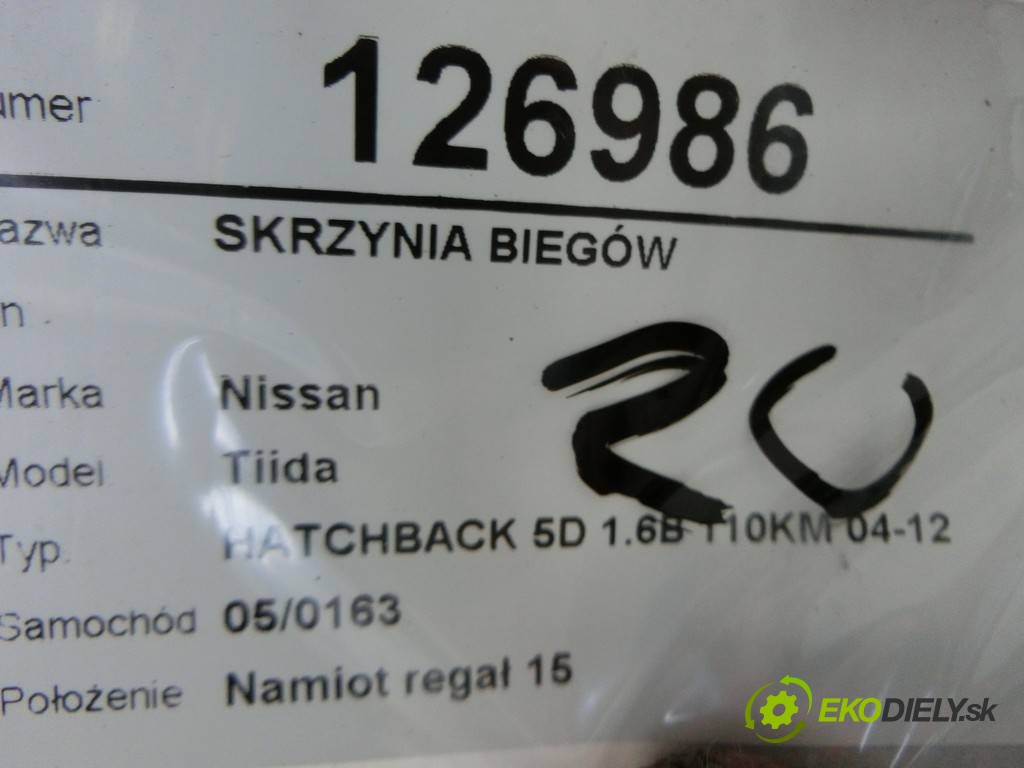 umer 126986
azwa SKRZYNIA BIEGÓW
n
Marka Nissan
Model Tiida
20
Typ. HATCHBACK 5D 1.6B 110KM 04-12
Samochód 05/0163
Położenie Namiot regał 15
EKODIELY.sk